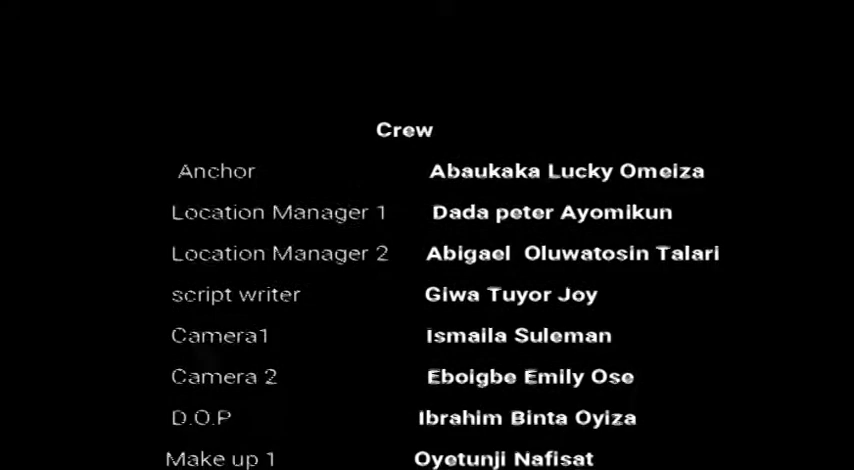 Crew
Anchor Abaukaka Lucky Omeiza
Location Manager 1 Dada peter Ayomikun
Location Manager 2 Abigael Oluwatosin Talari
script writer Giwa Tuyor Joy
Camera1 Ismaila Suleman
Camera 2 Eboigbe Emily Ose
D.O.P Ibrahim Binta Oyiza
Make up 1 Oyetunji Nafisat